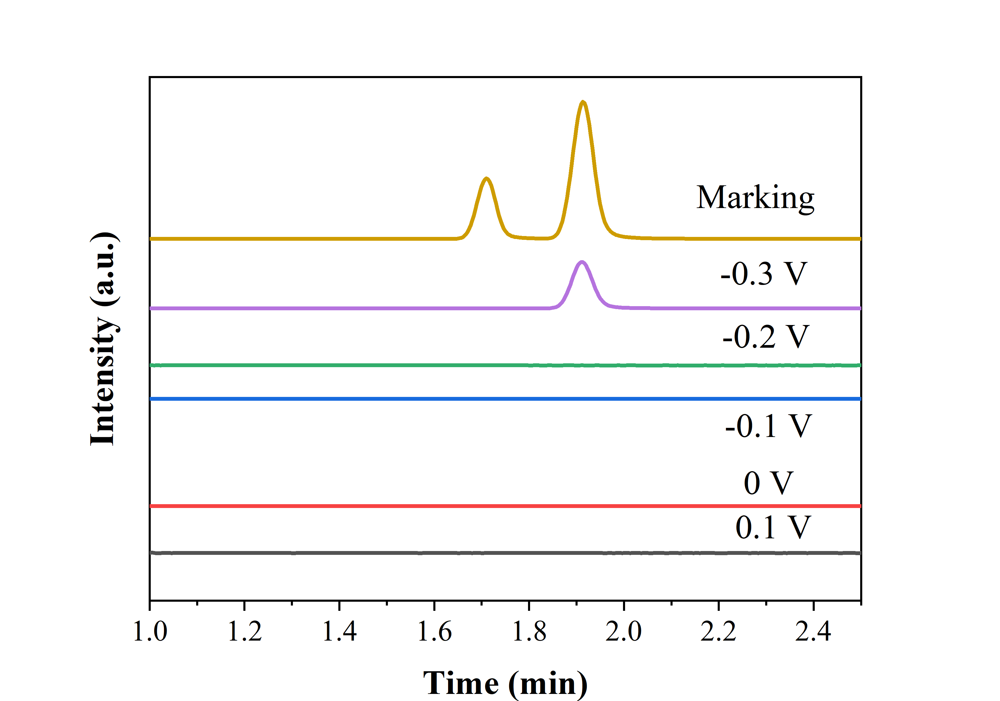 Marking
-0.3 V
-0.2 V
-0.1 V
0 V
0.1 V
Intensity (a.u.)
1.0 1.2 1.4 1.6 1.8 2.0 2.2 2.4
Time (min)